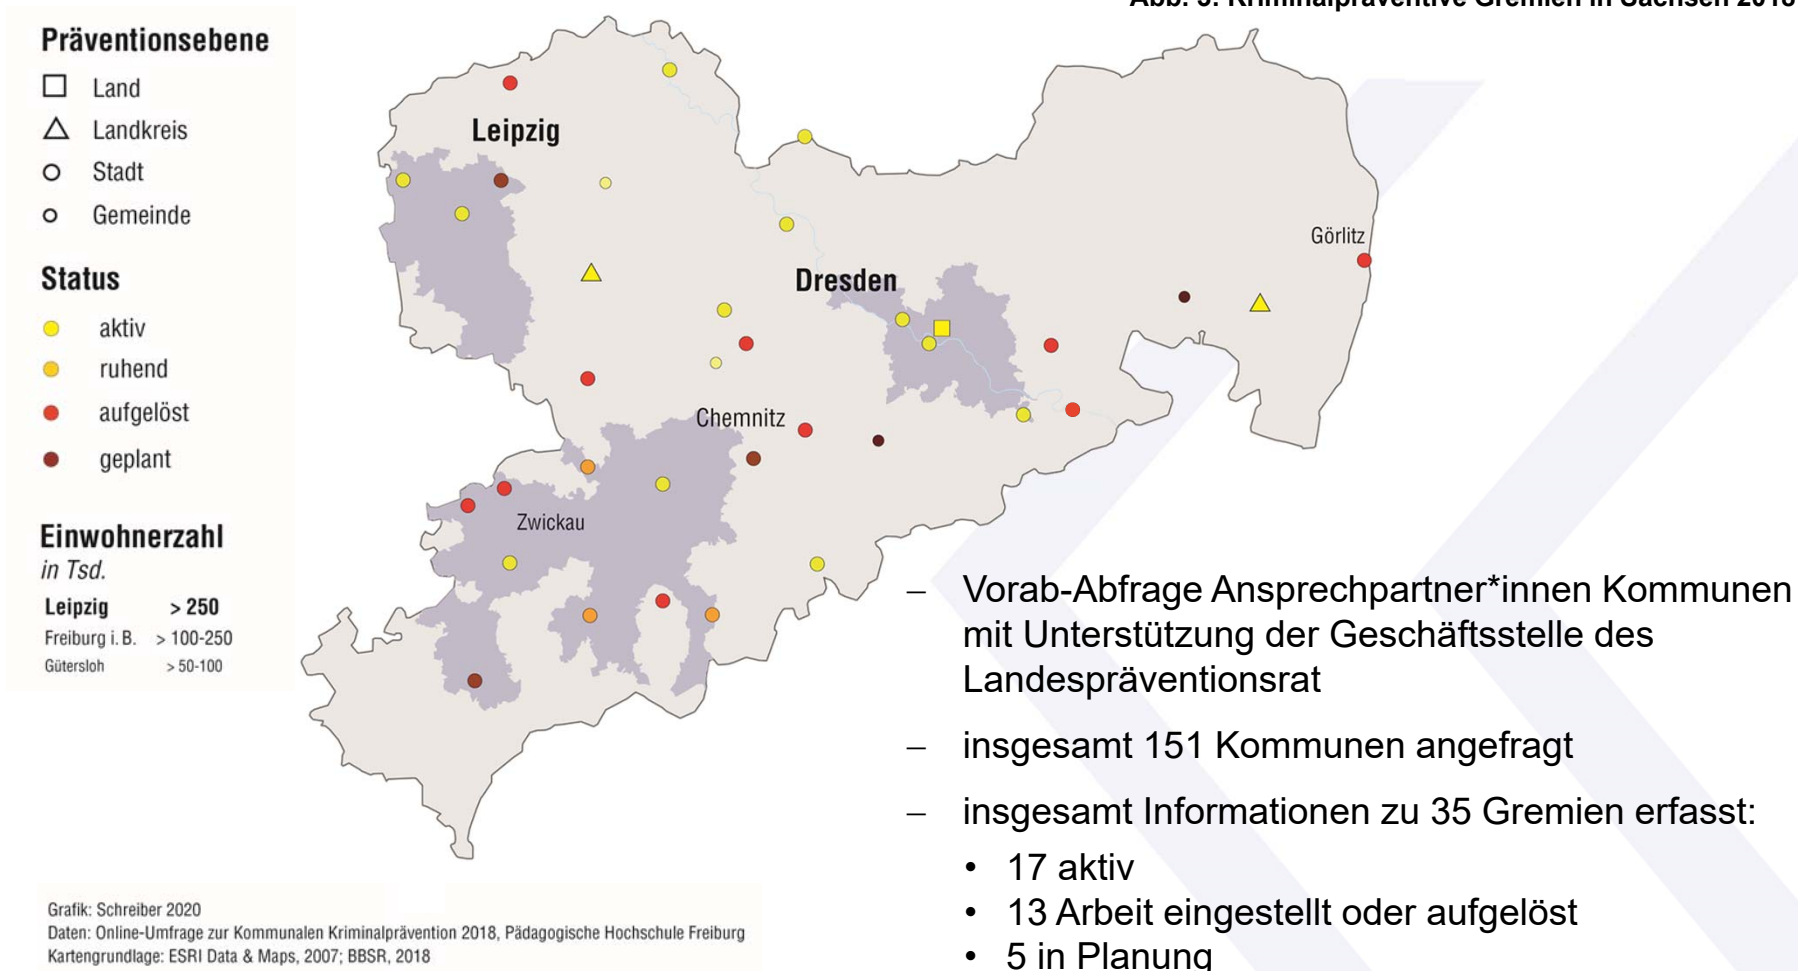 Abb. 3: Kriminalpräventive Gremien in Sachsen 2018
Präventionsebene
Land
Landkreis
Stadt
Gemeinde
Status
aktiv
ruhend
aufgelöst
geplant
Einwohnerzahl
in Tsd.
Leipzig > 250
Freiburg i. B. > 100-250
Gütersloh > 50-100
Leipzig
Dresden
Görlitz
Chemnitz
Zwickau
– Vorab-Abfrage Ansprechpartner*innen Kommunen
mit Unterstützung der Geschäftsstelle des
Landespräventionsrat
– insgesamt 151 Kommunen angefragt
– insgesamt Informationen zu 35 Gremien erfasst:
• 17 aktiv
• 13 Arbeit eingestellt oder aufgelöst
• 5 in Planung
Grafik: Schreiber 2020
Daten: Online-Umfrage zur Kommunalen Kriminalprävention 2018, Pädagogische Hochschule Freiburg
Kartengrundlage: ESRI Data & Maps, 2007; BBSR, 2018